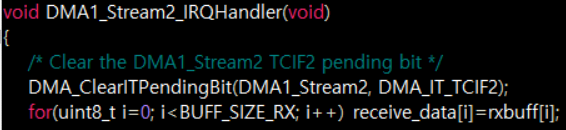 void DMA1_Stream2_IRQHandler(void)
{
/* Clear the DMA1_Stream2 TCIF2 pending bit */
DMA_ClearITPendingBit(DMA1_Stream2, DMA_IT_TCIF2);
for(uint8_t i=0; i<BUFF_SIZE_RX; i++) receive_data[i]=rxbuff[i];